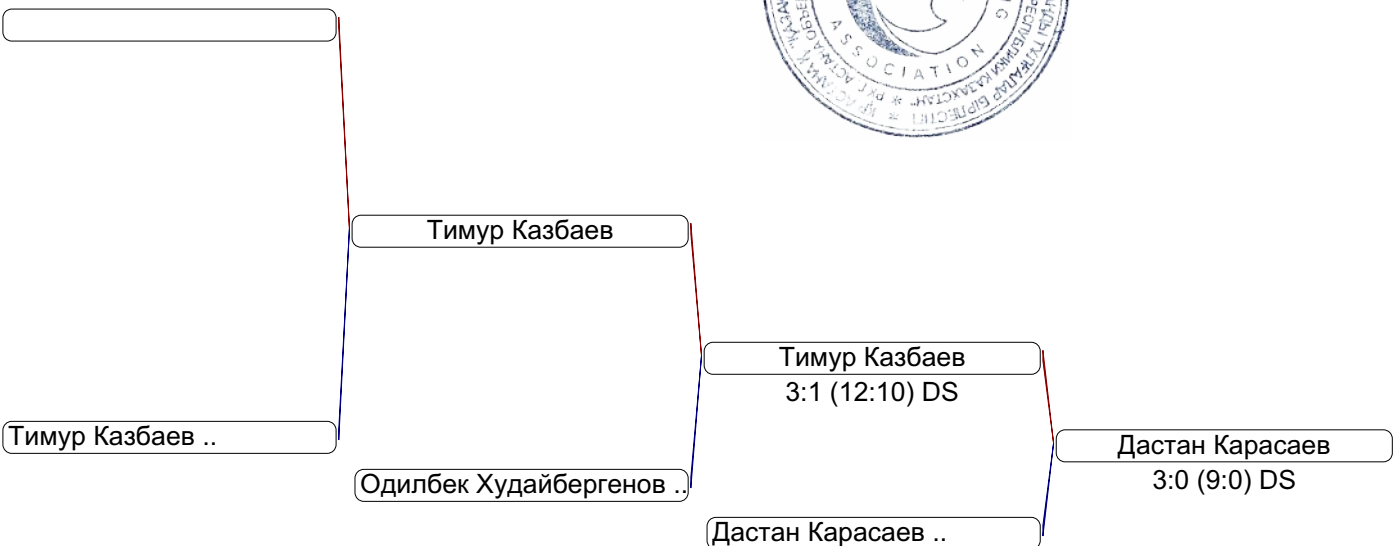 ASSOCIATION
Тимур Казбаев
Тимур Казбаев
3:1 (12:10) DS
Тимур Казбаев ..
Дастан Карасаев
3:0 (9:0) DS
Одилбек Худайбергенов ..
Дастан Карасаев ..